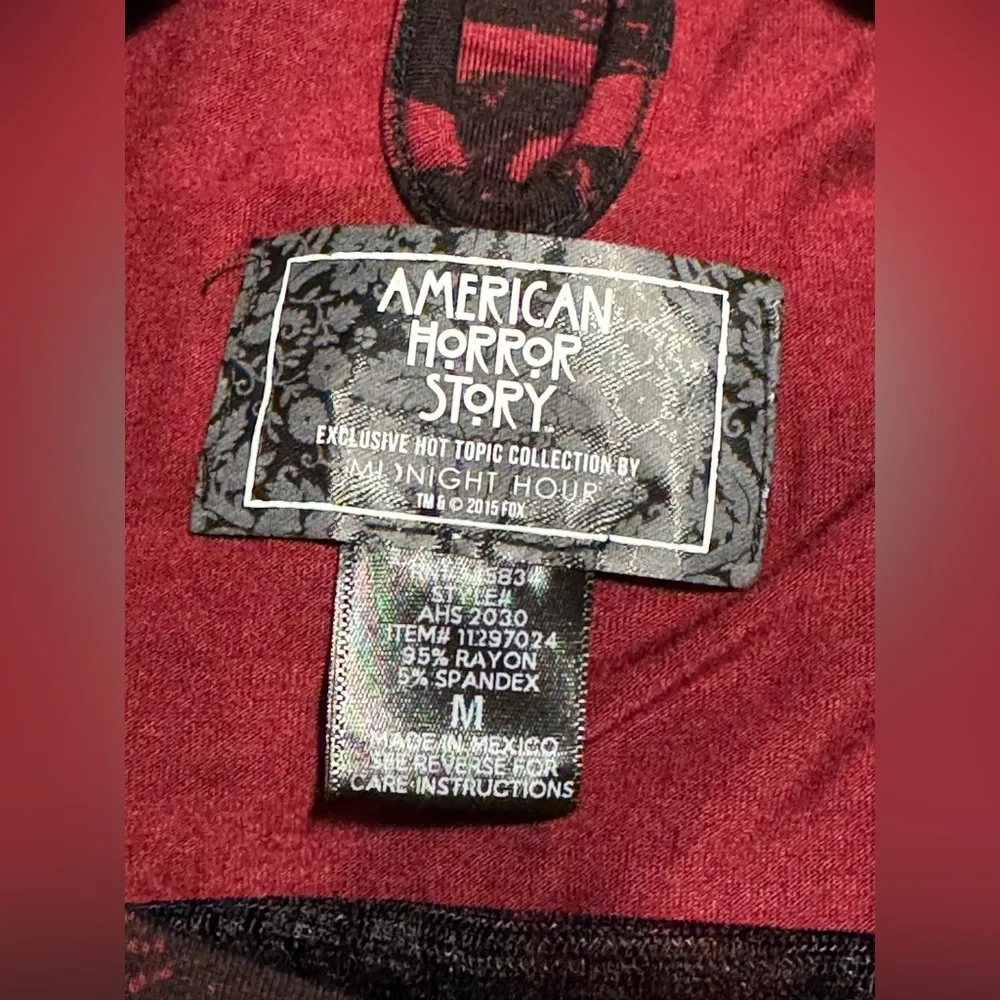 AMERICAN
HORROR
STORY
EXCLUSIVE HOT TOPIC COLLECTION BY
MIDNIGHT HOUR
TM & © 2015 FOX
STYLE#
AHS 2030
ITEM# 11297024
95% RAYON
5% SPANDEX
M
MADE IN MEXICO
SEE REVERSE FOR
CARE INSTRUCTIONS